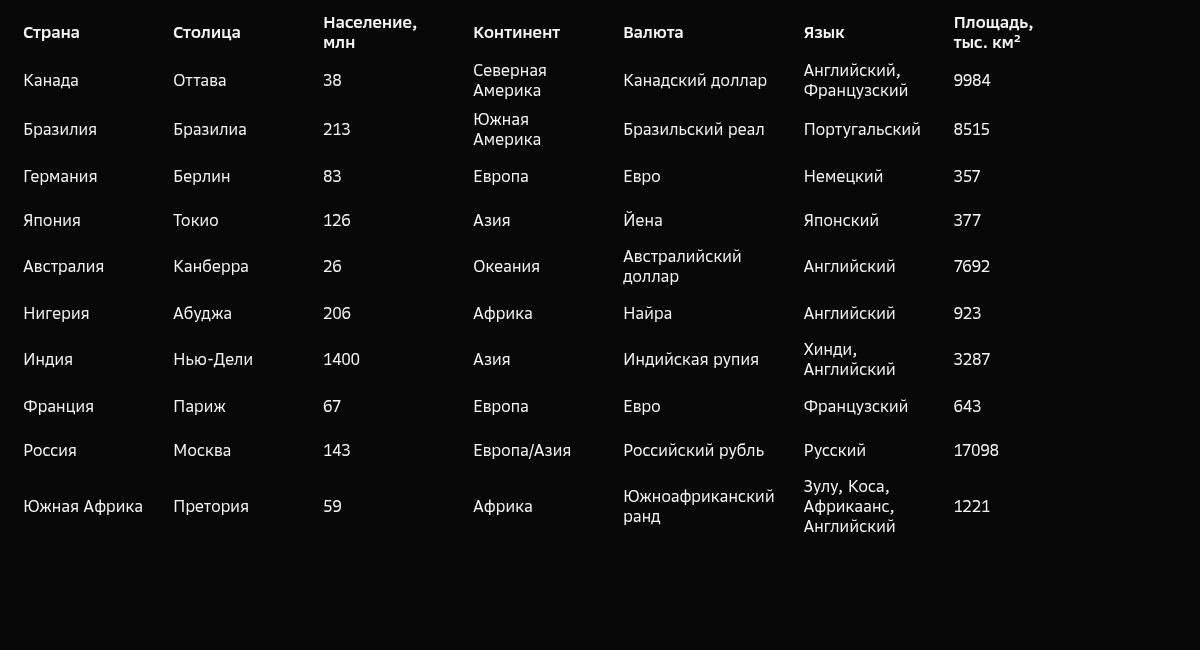 Страна Столица Население, млн Континент Валюта Язык Площадь, тыс. км²
Канада Оттава 38 Северная Америка Канадский доллар Английский, Французский 9984
Бразилия Бразилиа 213 Южная Америка Бразильский реал Португальский 8515
Германия Берлин 83 Европа Евро Немецкий 357
Япония Токио 126 Азия Йена Японский 377
Австралия Канберра 26 Океания Австралийский доллар Английский 7692
Нигерия Абуджа 206 Африка Найра Английский 923
Индия Нью-Дели 1400 Азия Индийская рупия Хинди, Английский 3287
Франция Париж 67 Европа Евро Французский 643
Россия Москва 143 Европа/Азия Российский рубль Русский 17098
Южная Африка Претория 59 Африка Южноафриканский ранд Зулу, Коса, Африкаанс, Английский 1221